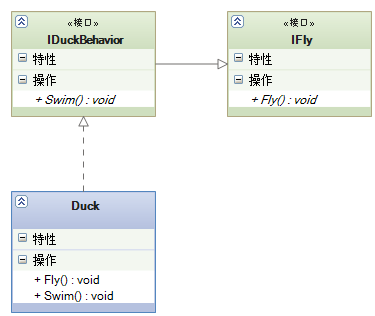 «接口»
IDuckBehavior
特性
操作
+ Swim() : void
«接口»
IFly
特性
操作
+ Fly() : void
Duck
特性
操作
+ Fly() : void
+ Swim() : void